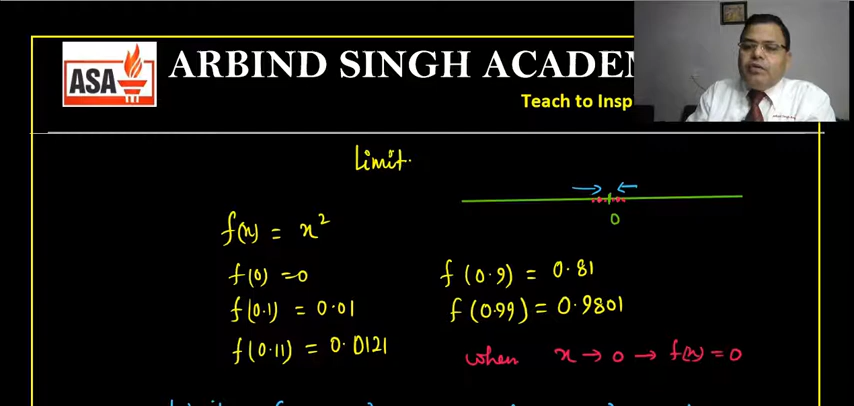 ASA
ARBIND SINGH ACADEM
Teach to Insp
Limit.
0
f(x) = x²
f(0) = 0
f(0.1) = 0.01
f(0.11) = 0.0121
f(0.9) = 0.81
f(0.99) = 0.9801
when x → 0 → f(x) = 0